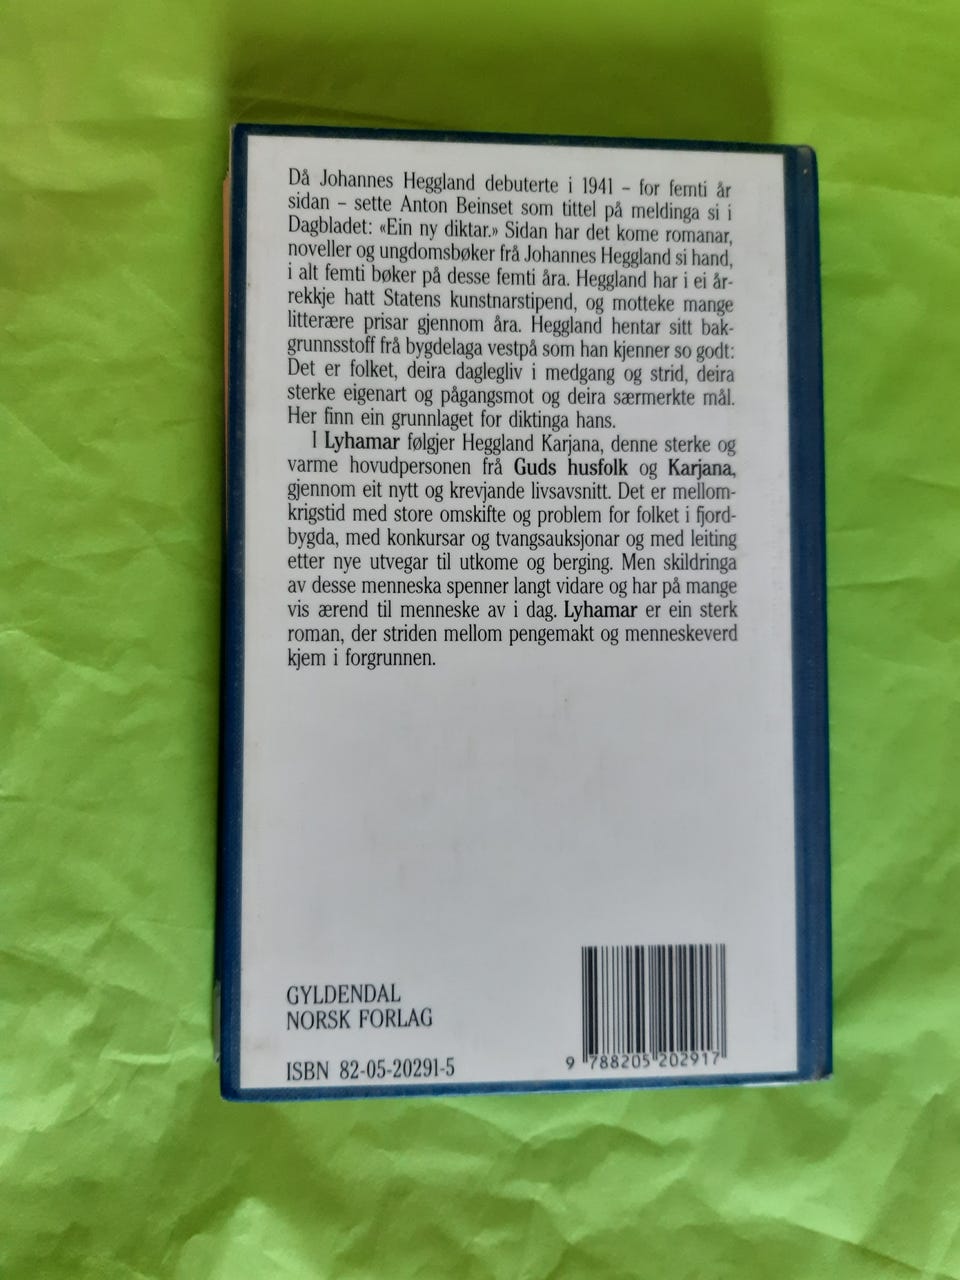 Då Johannes Heggland debuterte i 1941 – for femti år
sidan – sette Anton Beinset som tittel på meldinga si i
Dagbladet: «Ein ny diktar.» Sidan har det kome romanar,
noveller og ungdomsbøker frå Johannes Heggland si hand,
i alt femti bøker på desse femti åra. Heggland har i ei år-
rekkje hatt Statens kunstnarstipend, og motteke mange
litterære prisar gjennom åra. Heggland hentar sitt bak-
grunnsstoff frå bygdelaga vestpå som han kjenner so godt:
Det er folket, deira daglegliv i medgang og strid, deira
sterke eigenart og pågangsmot og deira særmerkte mål.
Her finn ein grunnlaget for diktinga hans.
I Lyhamar følgjer Heggland Karjana, denne sterke og
varme hovudpersonen frå Guds husfolk og Karjana,
gjennom eit nytt og krevjande livsavsnitt. Det er mellom-
krigstid med store omskifte og problem for folket i fjord-
bygda, med konkursar og tvangsauksjonar og med leiting
etter nye utvegar til utkome og berging. Men skildringa
av desse menneska spenner langt vidare og har på mange
vis ærend til menneske av i dag. Lyhamar er ein sterk
roman, der striden mellom pengemakt og menneskeverd
kjem i forgrunnen.
GYLDENDAL
NORSK FORLAG
ISBN 82-05-20291-5
9 788205 202917